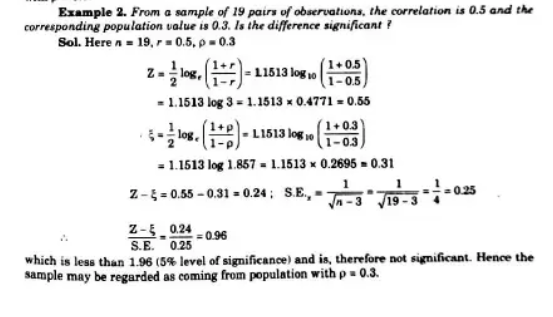 Example 2. From a sample of 19 pairs of observations, the correlation is 0.5 and the
corresponding population value is 0.3. Is the difference significant ?
Sol. Here n = 19, r = 0.5, ρ = 0.3
Z = 1/2 logₑ ((1+r)/(1−r)) = 1.1513 log₁₀ ((1+0.5)/(1−0.5))
= 1.1513 log 3 = 1.1513 × 0.4771 = 0.55
ξ = 1/2 logₑ ((1+ρ)/(1−ρ)) = 1.1513 log₁₀ ((1+0.3)/(1−0.3))
= 1.1513 log 1.857 = 1.1513 × 0.2695 = 0.31
Z − ξ = 0.55 − 0.31 = 0.24 ; S.E.ₓ = 1/√(n−3) = 1/√(19−3) = 1/4 = 0.25
∴ (Z−ξ)/S.E. = 0.24/0.25 = 0.96
which is less than 1.96 (5% level of significance) and is, therefore not significant. Hence the
sample may be regarded as coming from population with ρ = 0.3.